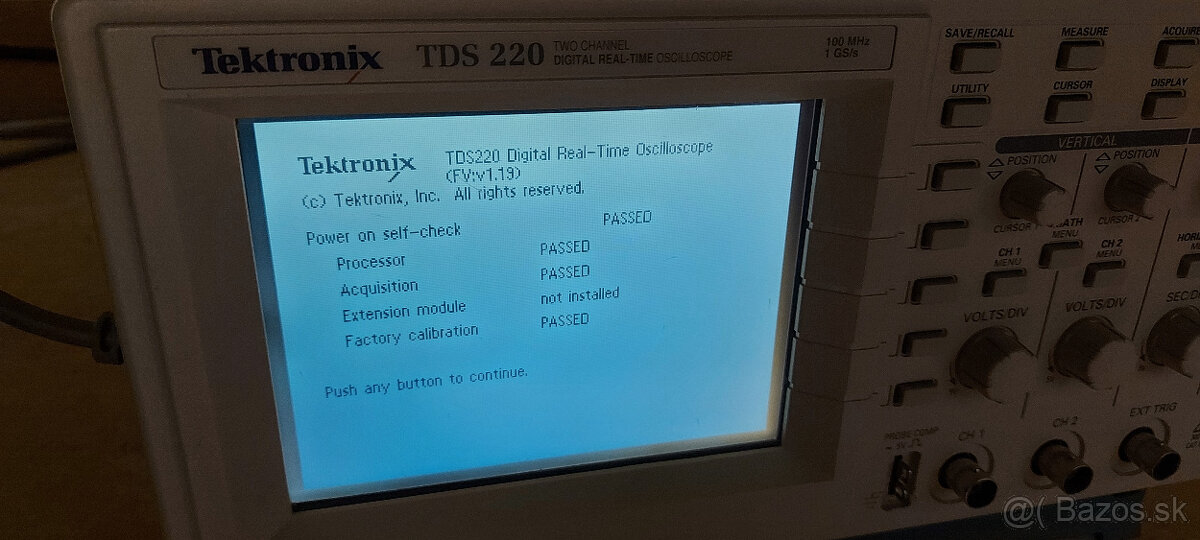 Tektronix TDS 220 TWO CHANNEL
DIGITAL REAL-TIME OSCILLOSCOPE
100 MHz
1 GS/s
SAVE/RECALL MEASURE ACQUIRE
UTILITY CURSOR DISPLAY
VERTICAL
POSITION POSITION
CURSOR 1 CURSOR 2
MATH
MENU
CH 1
MENU
CH 2
MENU
VOLTS/DIV VOLTS/DIV
PROBE COMP
CH 1 CH 2 EXT TRIG
Tektronix
TDS220 Digital Real-Time Oscilloscope
(FV:v1.19)
(c) Tektronix, Inc. All rights reserved.
Power on self-check PASSED
Processor PASSED
Acquisition PASSED
Extension module not installed
Factory calibration PASSED
Push any button to continue.
@( Bazos.sk